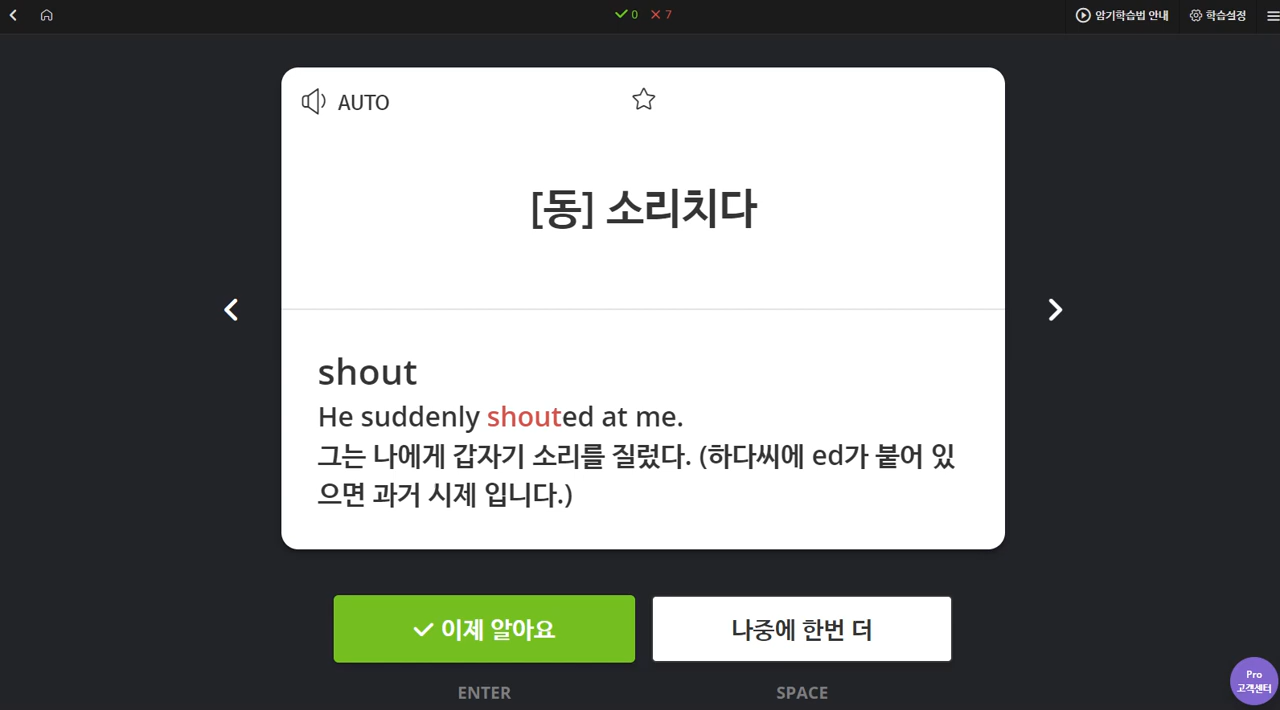 0 7
암기학습법 안내
학습설정
AUTO
[동] 소리치다
shout
He suddenly shouted at me.
그는 나에게 갑자기 소리를 질렀다. (하다씨에 ed가 붙어 있
으면 과거 시제 입니다.)
이제 알아요
나중에 한번 더
ENTER
SPACE
Pro
고객센터